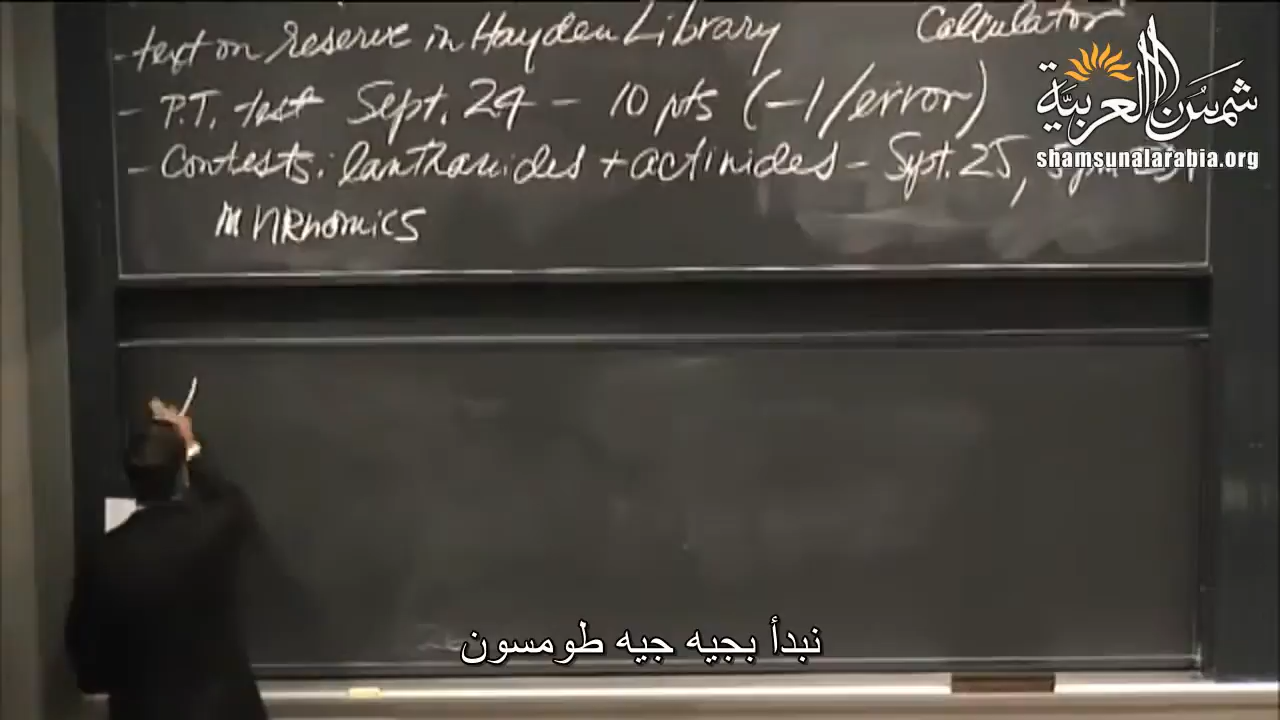 - text on reserve in Hayden Library Calculator
- P.T. test Sept. 24 – 10 pts (-1/error)
- Contests: lanthanides + actinides – Sept. 25,
mnemonics
شمس العربية
shamsunalarabia.org
نبدأ بجيه جيه طومسون